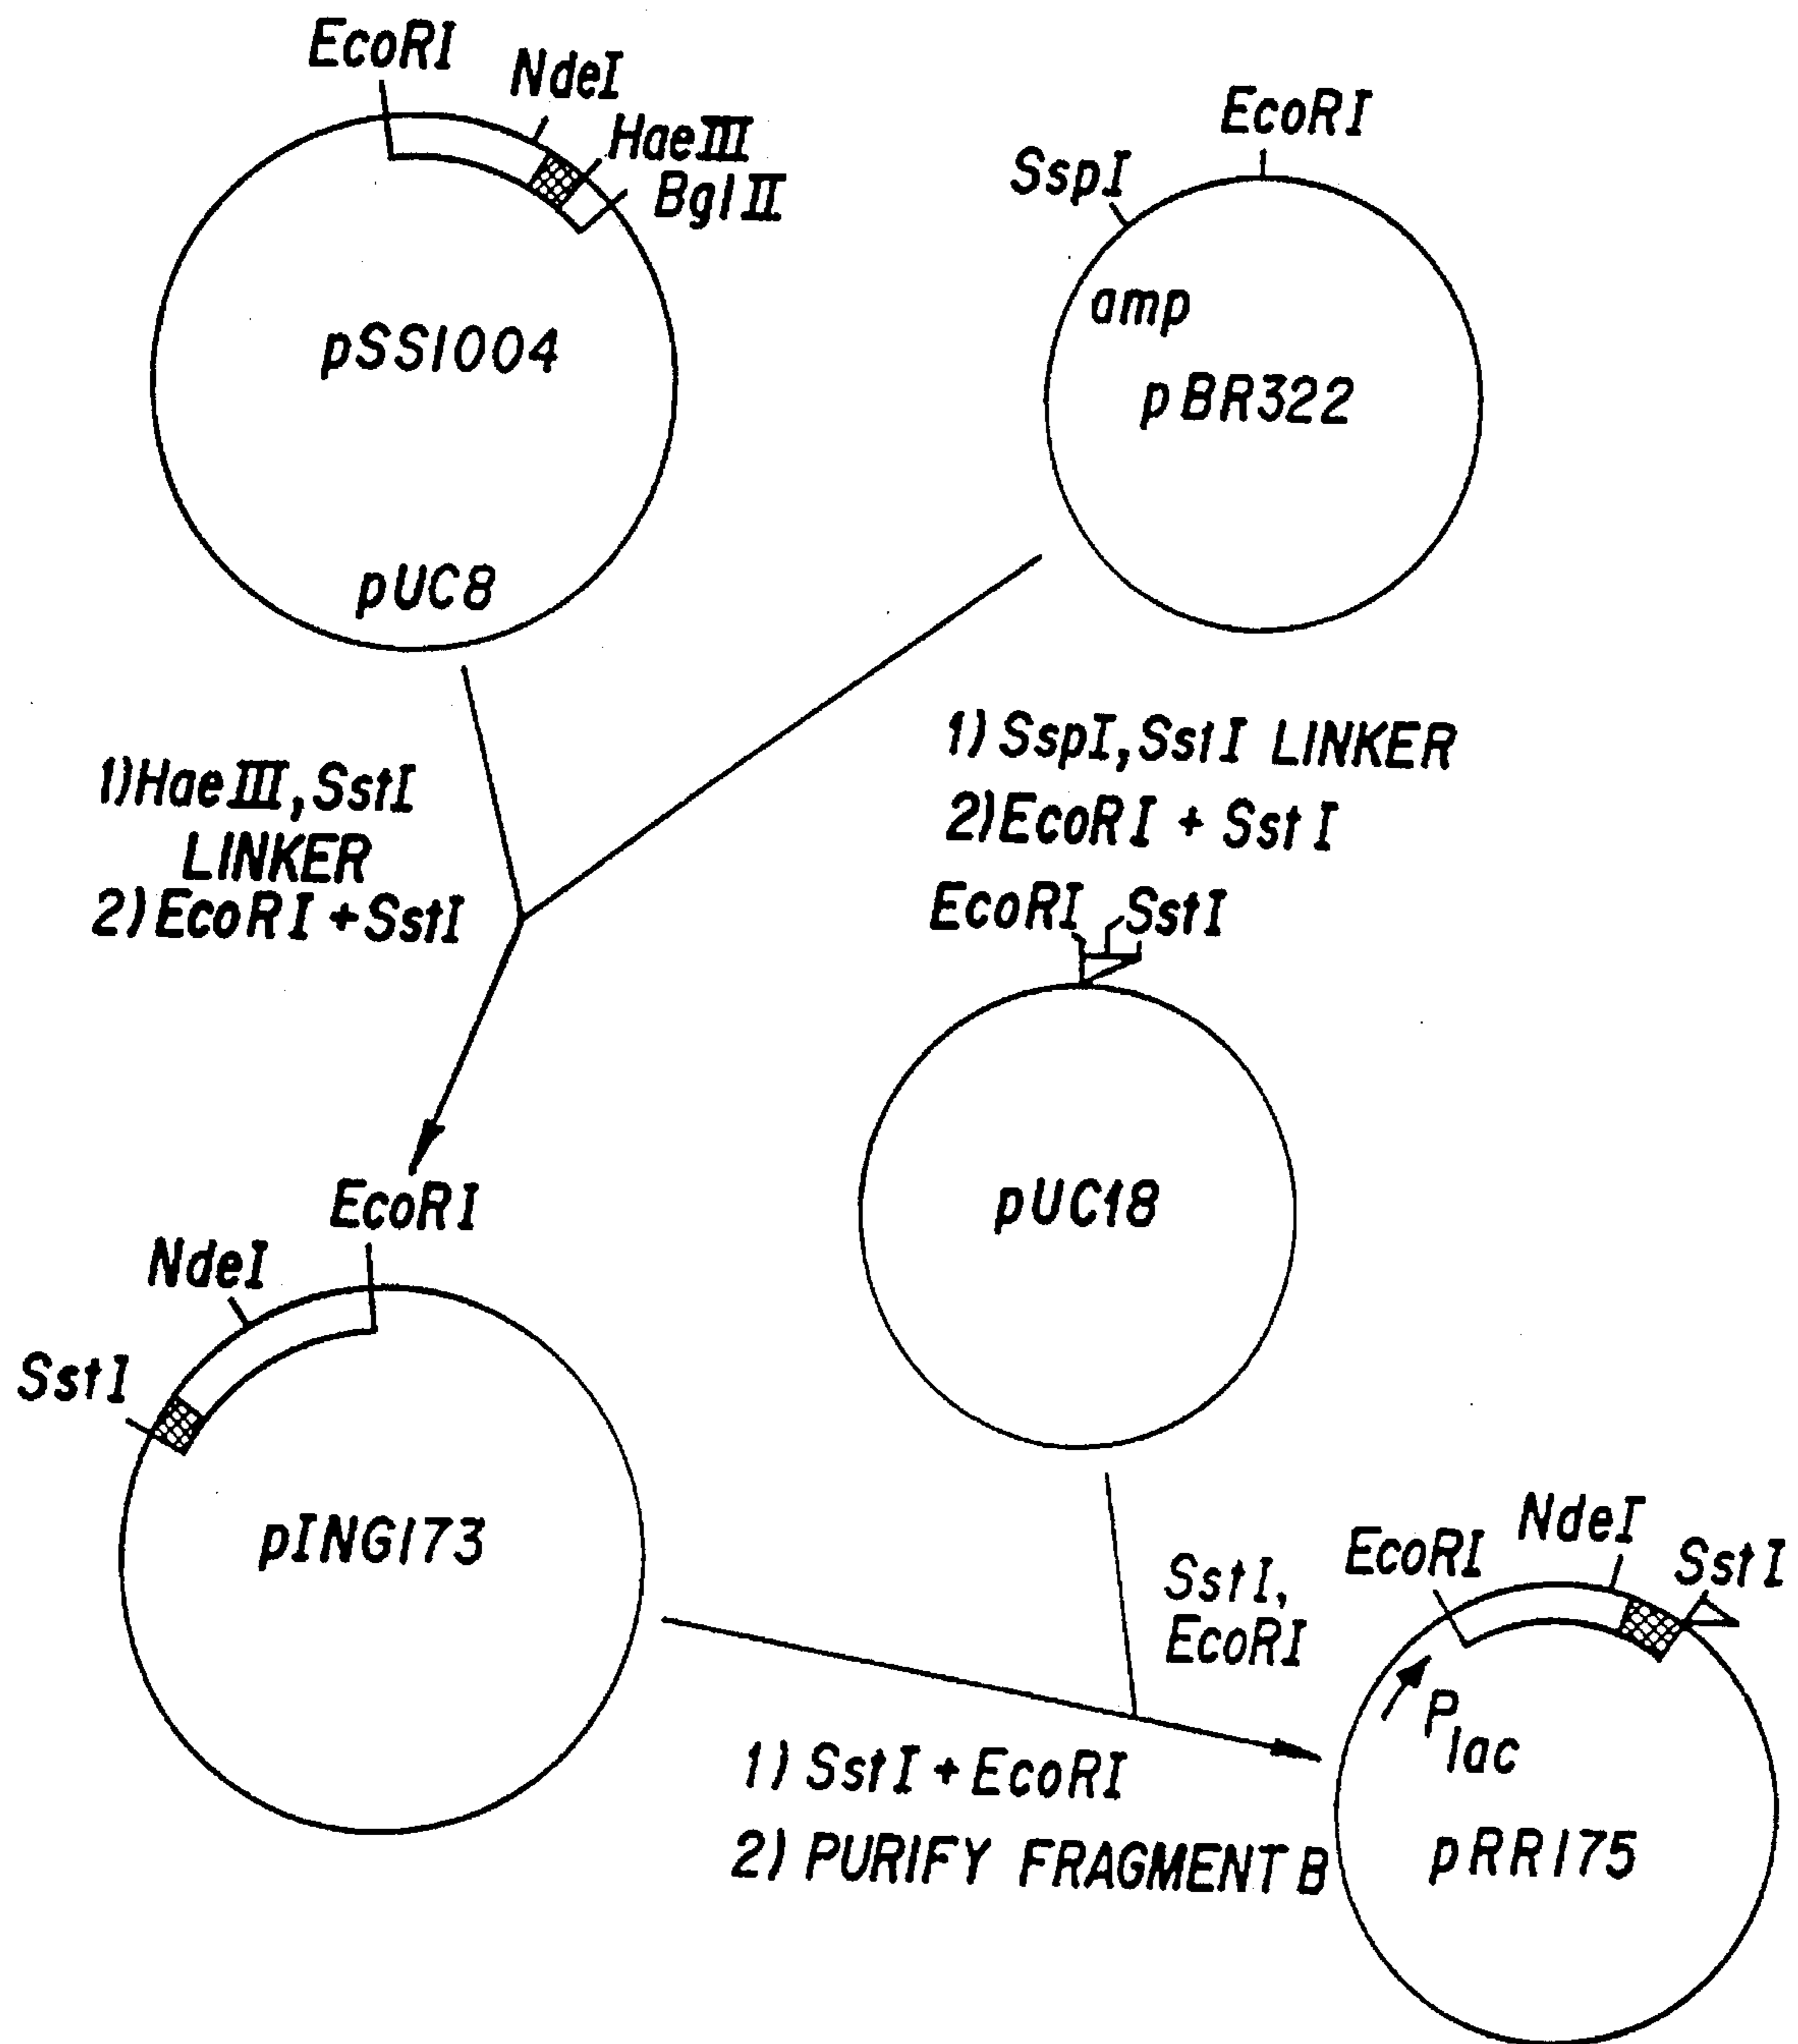 EcoRI
NdeI
HaeIII
BglII
pSS1004
pUC8
EcoRI
SspI
amp
pBR322
1)HaeIII,SstI
LINKER
2)EcoRI+SstI
1) SspI,SstI LINKER
2)EcoRI + SstI
EcoRI SstI
pUC18
EcoRI
NdeI
SstI
pING173
SstI,
EcoRI
1) SstI+EcoRI
2) PURIFY FRAGMENT B
EcoRI
NdeI
SstI
Plac
pRR175